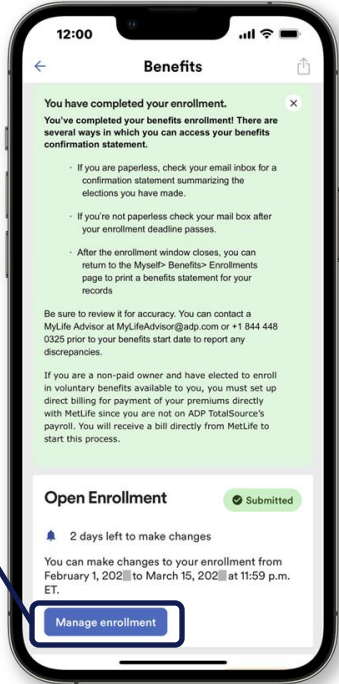 12:00
Benefits
You have completed your enrollment.
You've completed your benefits enrollment! There are
several ways in which you can access your benefits
confirmation statement.
· If you are paperless, check your email inbox for a
confirmation statement summarizing the
elections you have made.
· If you're not paperless check your mail box after
your enrollment deadline passes.
· After the enrollment window closes, you can
return to the Myself> Benefits> Enrollments
page to print a benefits statement for your
records
Be sure to review it for accuracy. You can contact a
MyLife Advisor at MyLifeAdvisor@adp.com or +1 844 448
0325 prior to your benefits start date to report any
discrepancies.
If you are a non-paid owner and have elected to enroll
in voluntary benefits available to you, you must set up
direct billing for payment of your premiums directly
with MetLife since you are not on ADP TotalSource's
payroll. You will receive a bill directly from MetLife to
start this process.
Open Enrollment
Submitted
2 days left to make changes
You can make changes to your enrollment from
February 1, 202 to March 15, 202 at 11:59 p.m.
ET.
Manage enrollment